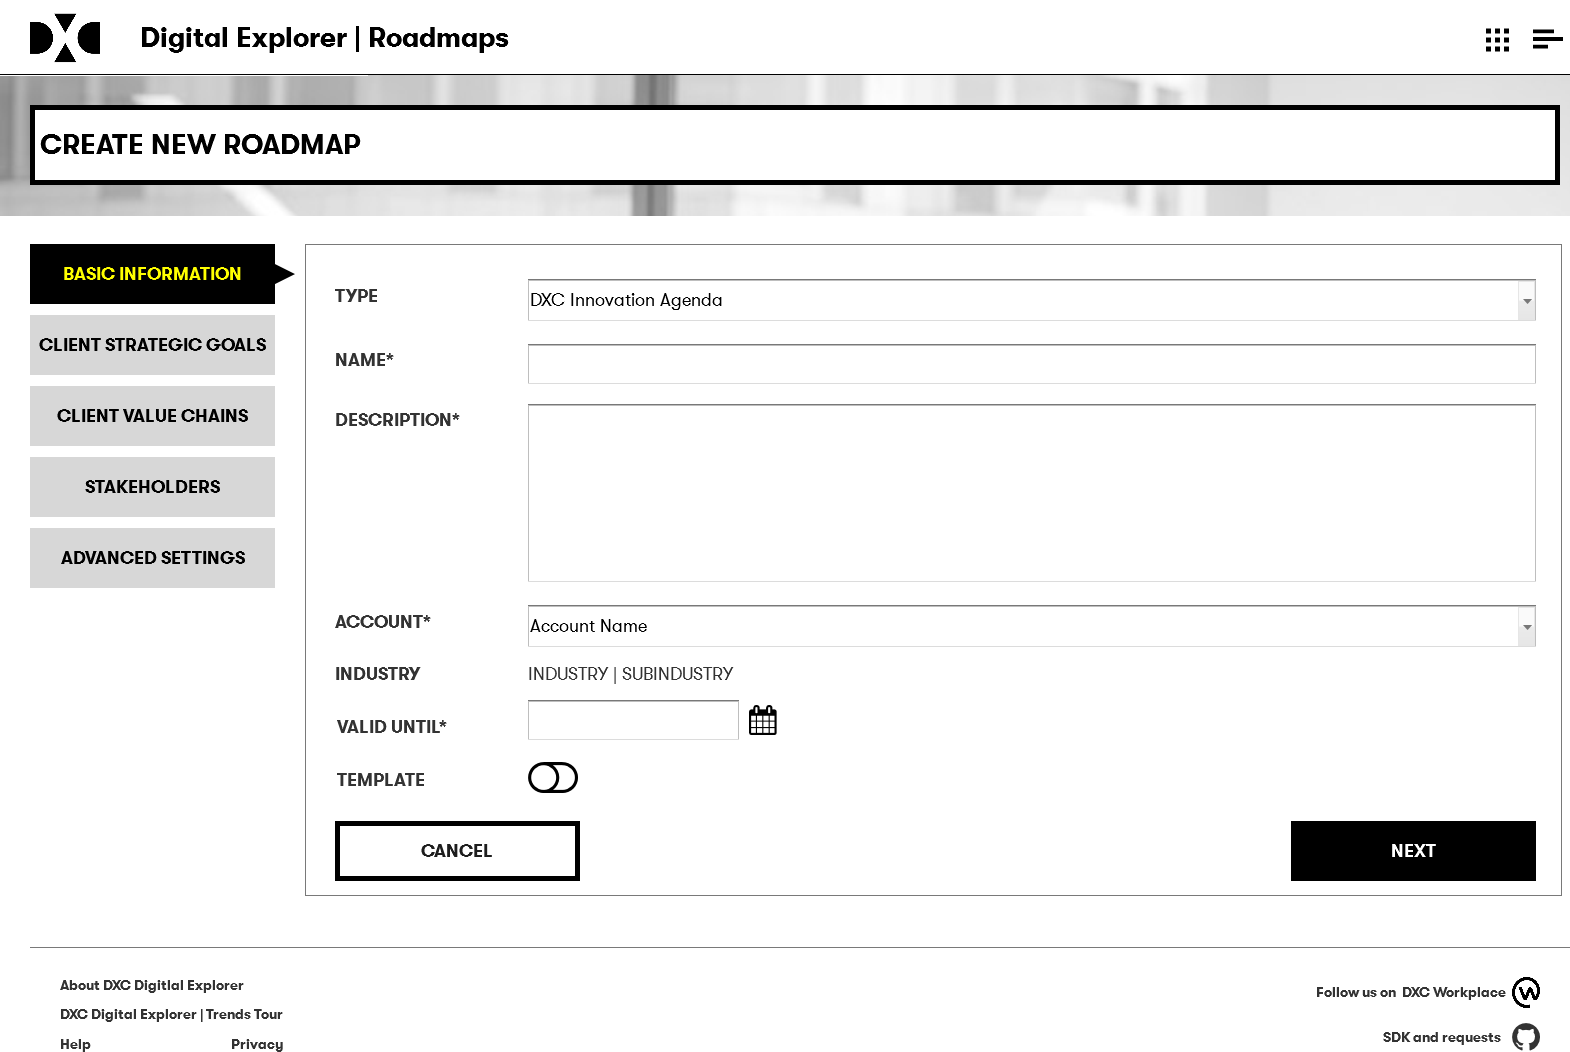 DXC
Digital Explorer | Roadmaps
CREATE NEW ROADMAP
BASIC INFORMATION
CLIENT STRATEGIC GOALS
CLIENT VALUE CHAINS
STAKEHOLDERS
ADVANCED SETTINGS
TYPE
DXC Innovation Agenda
NAME*
DESCRIPTION*
ACCOUNT*
Account Name
INDUSTRY
INDUSTRY | SUBINDUSTRY
VALID UNTIL*
TEMPLATE
CANCEL
NEXT
About DXC Digitlal Explorer
DXC Digital Explorer | Trends Tour
Help
Privacy
Follow us on DXC Workplace
SDK and requests